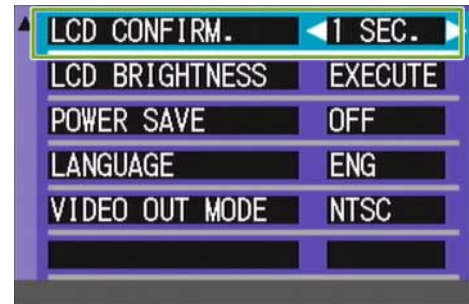 LCD CONFIRM. 1 SEC.
LCD BRIGHTNESS EXECUTE
POWER SAVE OFF
LANGUAGE ENG
VIDEO OUT MODE NTSC